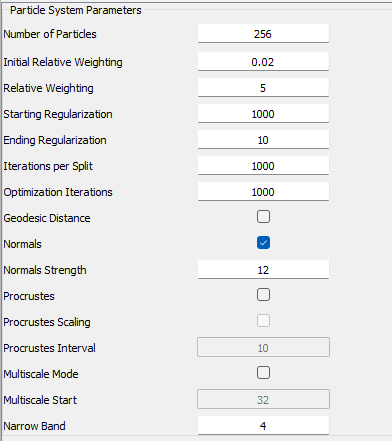 Particle System Parameters
Number of Particles 256
Initial Relative Weighting 0.02
Relative Weighting 5
Starting Regularization 1000
Ending Regularization 10
Iterations per Split 1000
Optimization Iterations 1000
Geodesic Distance
Normals
Normals Strength 12
Procrustes
Procrustes Scaling
Procrustes Interval 10
Multiscale Mode
Multiscale Start 32
Narrow Band 4